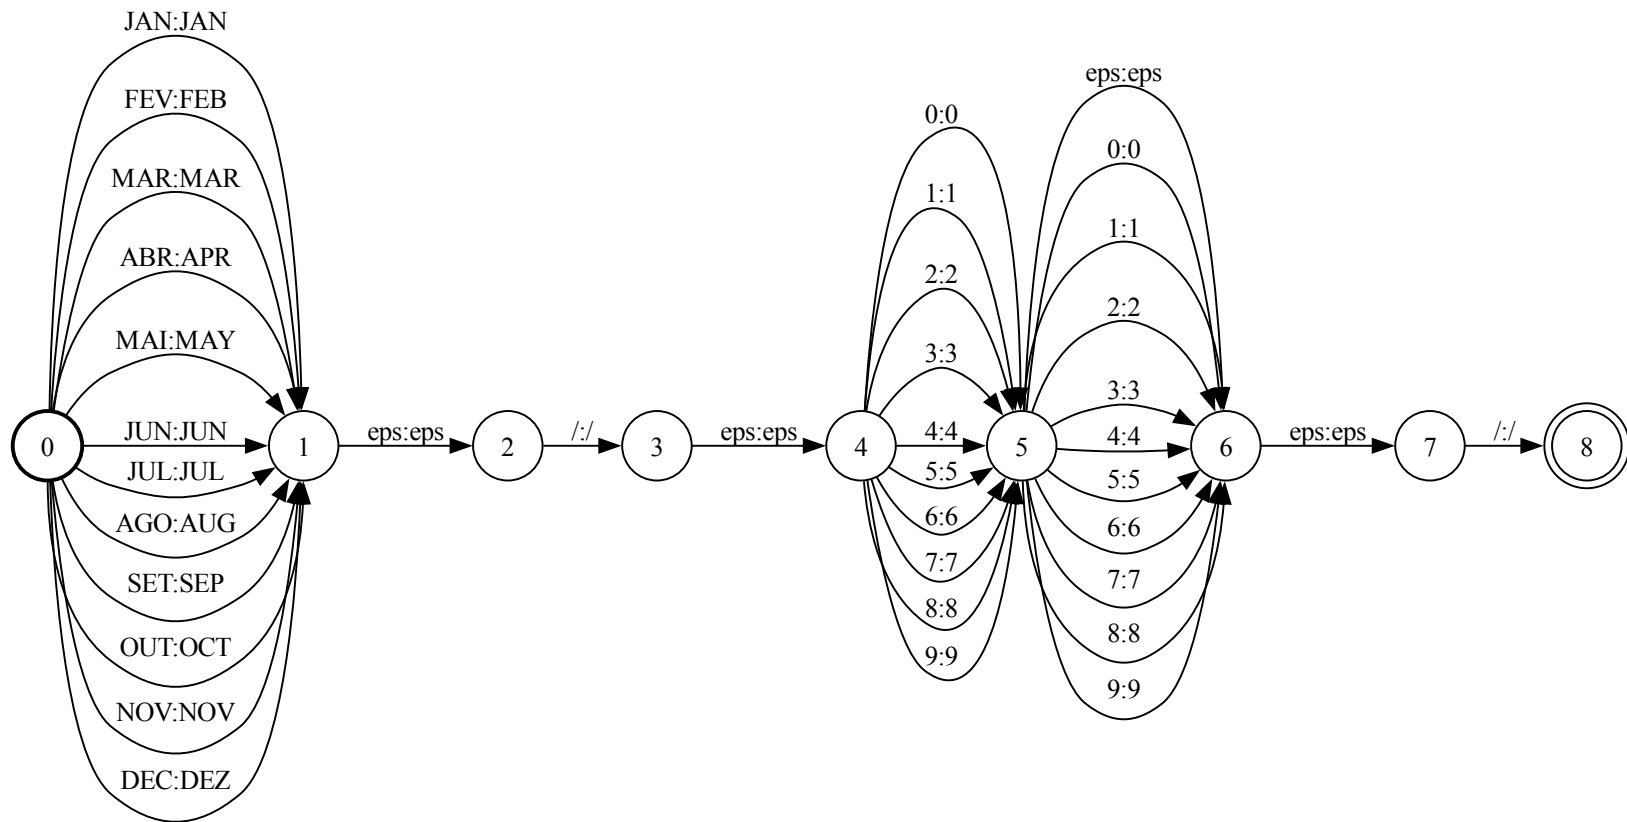 JAN:JAN
FEV:FEB
MAR:MAR
ABR:APR
MAI:MAY
JUN:JUN
JUL:JUL
AGO:AUG
SET:SEP
OUT:OCT
NOV:NOV
DEC:DEZ
0
1
eps:eps
2
/:/
3
eps:eps
4
0:0
1:1
2:2
3:3
4:4
5:5
6:6
7:7
8:8
9:9
5
eps:eps
0:0
1:1
2:2
3:3
4:4
5:5
6:6
7:7
8:8
9:9
6
eps:eps
7
/:/
8